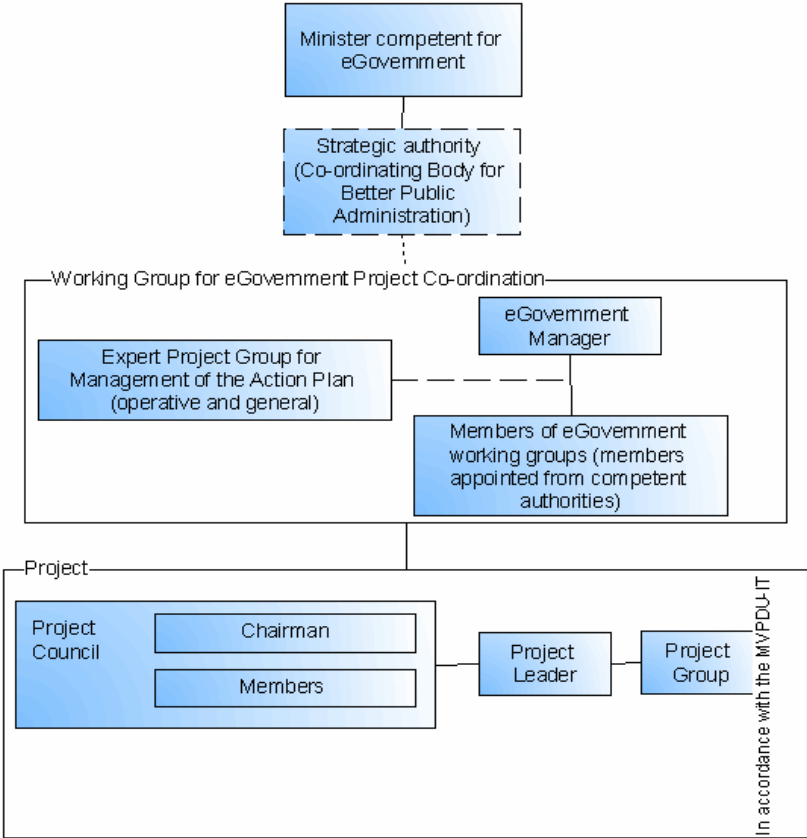 Minister competent for
eGovernment
Strategic authority
(Co-ordinating Body for
Better Public
Administration)
Working Group for eGovernment Project Co-ordination
eGovernment
Manager
Expert Project Group for
Management of the Action Plan
(operative and general)
Members of eGovernment
working groups (members
appointed from competent
authorities)
Project
Project
Council
Chairman
Members
Project
Leader
Project
Group
In accordance with the MVPDU-IT